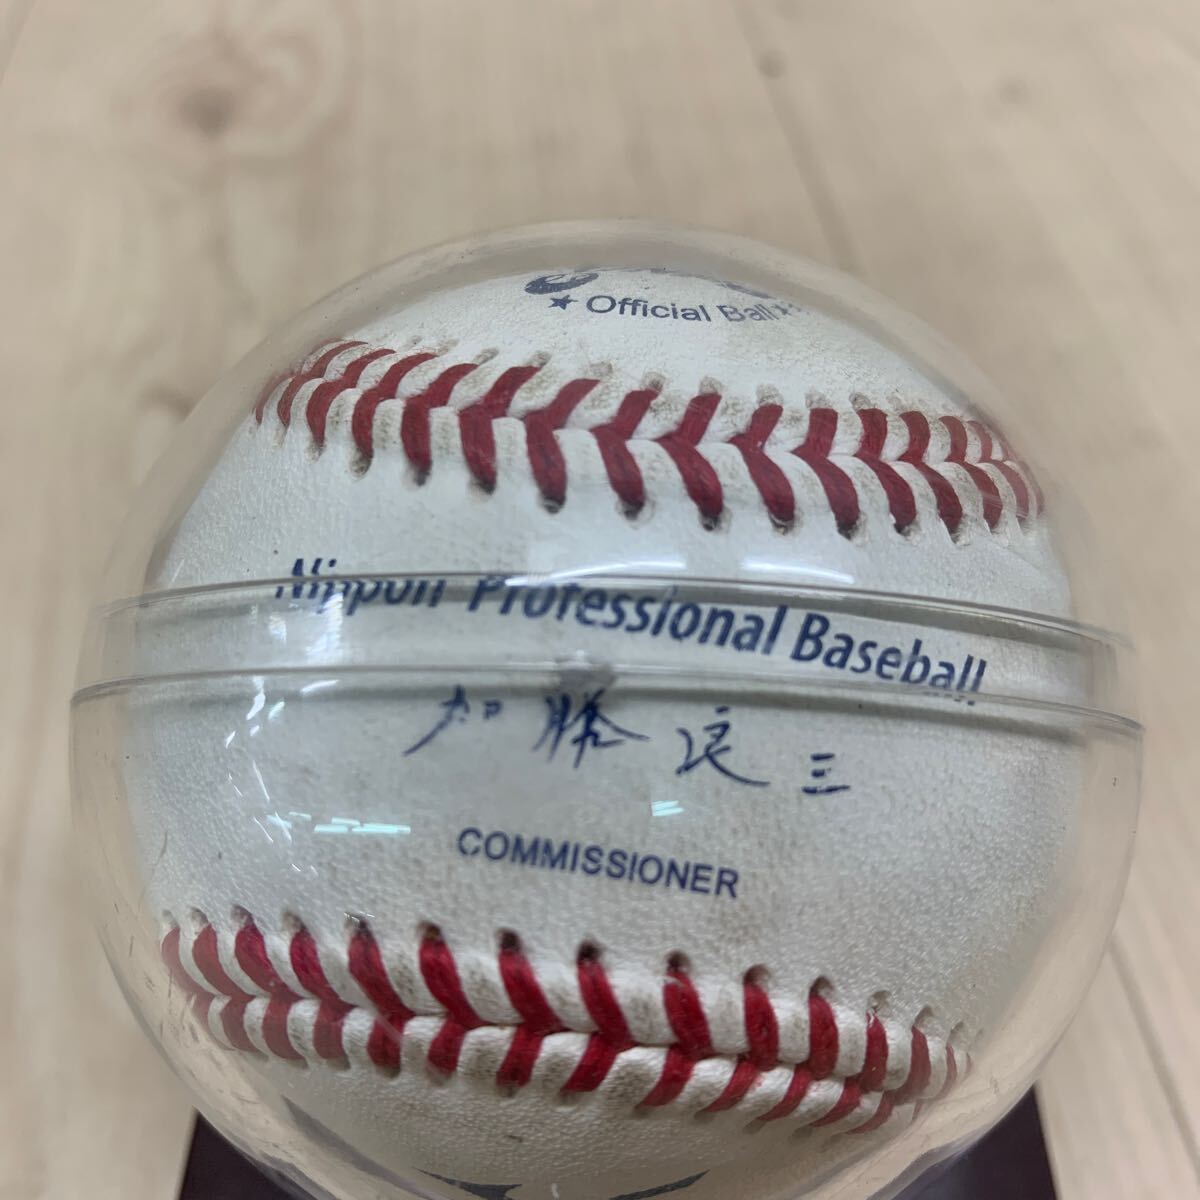 ★ Official Ball ★
Nippon Professional Baseball
加藤良三
COMMISSIONER